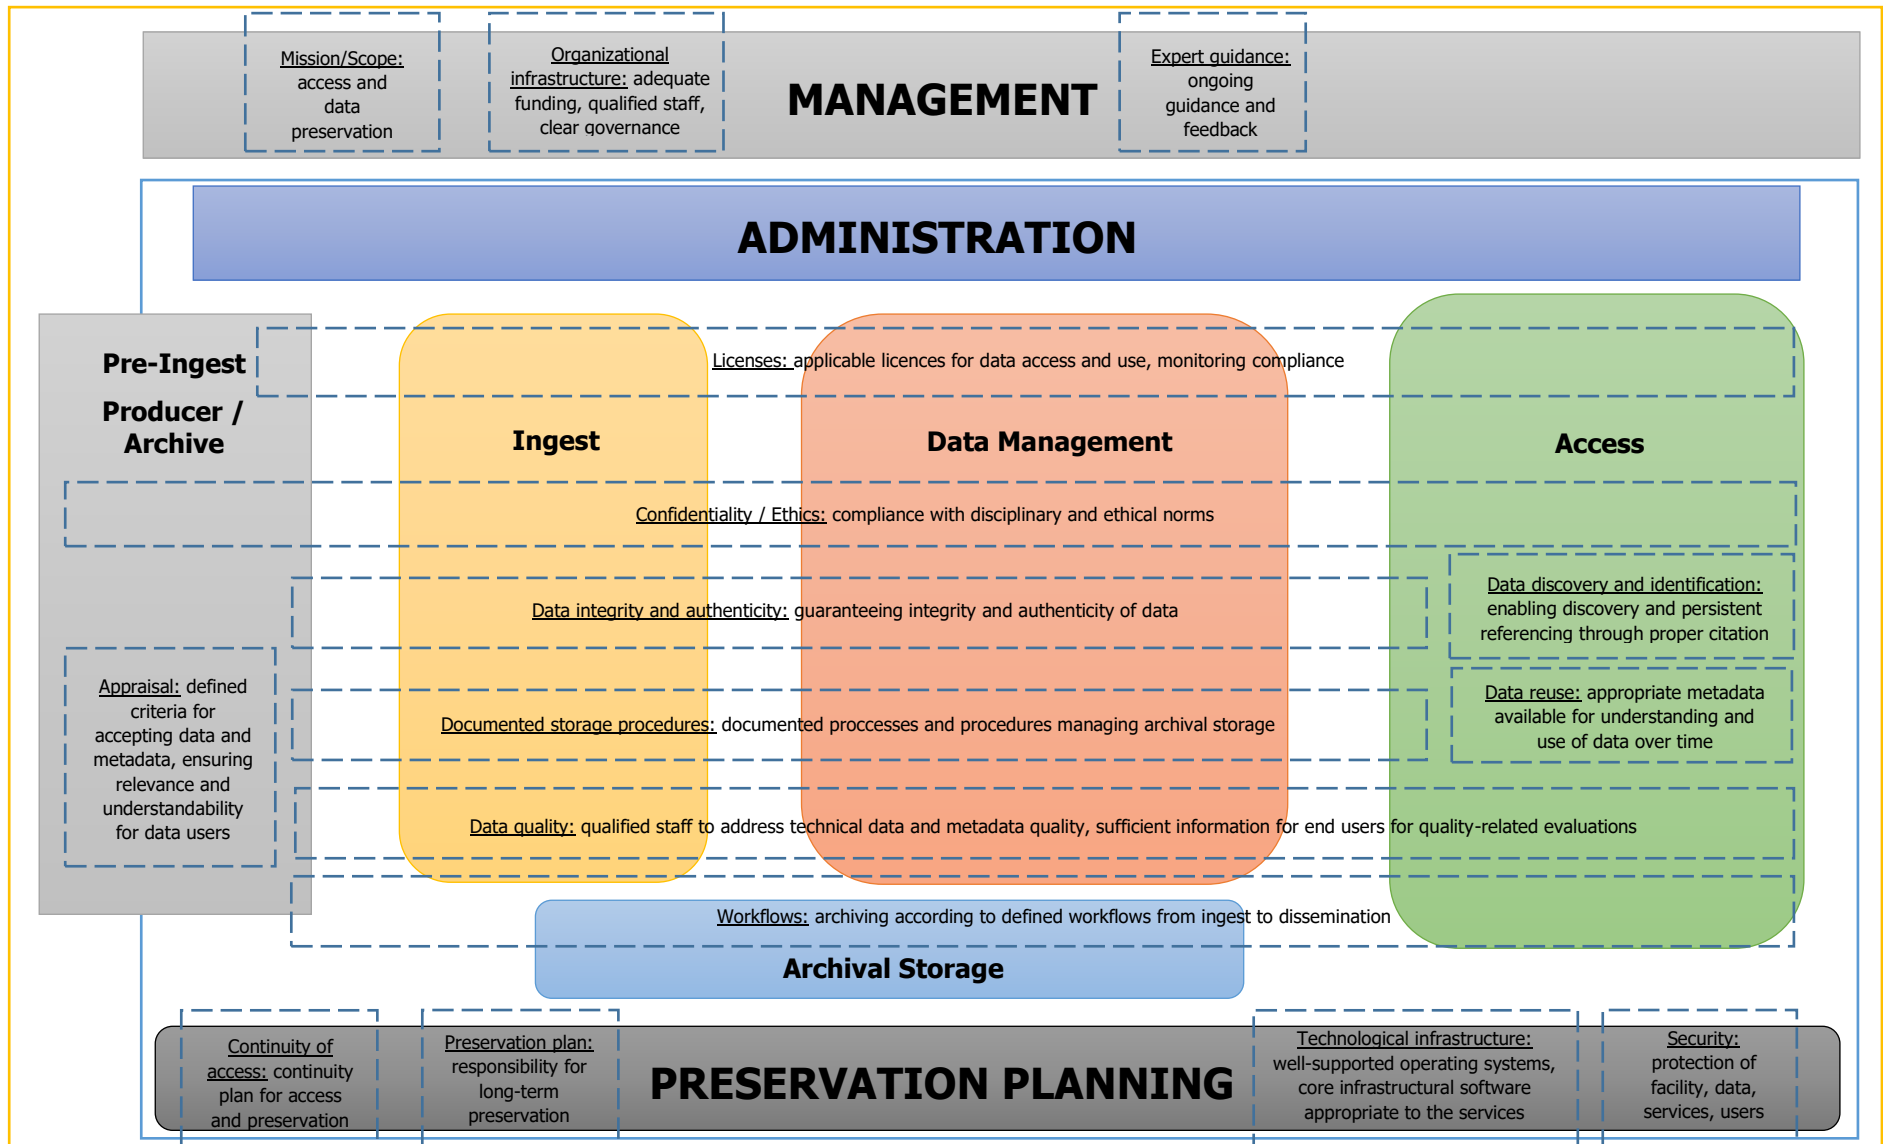 Mission/Scope:
access and
data
preservation
Organizational
infrastructure: adequate
funding, qualified staff,
clear governance
MANAGEMENT
Expert guidance:
ongoing
guidance and
feedback
ADMINISTRATION
Pre-Ingest
Producer /
Archive
Licenses: applicable licences for data access and use, monitoring compliance
Ingest
Data Management
Access
Confidentiality / Ethics: compliance with disciplinary and ethical norms
Data integrity and authenticity: guaranteeing integrity and authenticity of data
Data discovery and identification:
enabling discovery and persistent
referencing through proper citation
Appraisal: defined
criteria for
accepting data and
metadata, ensuring
relevance and
understandability
for data users
Documented storage procedures: documented proccesses and procedures managing archival storage
Data reuse: appropriate metadata
available for understanding and
use of data over time
Data quality: qualified staff to address technical data and metadata quality, sufficient information for end users for quality-related evaluations
Workflows: archiving according to defined workflows from ingest to dissemination
Archival Storage
Continuity of
access: continuity
plan for access
and preservation
Preservation plan:
responsibility for
long-term
preservation
PRESERVATION PLANNING
Technological infrastructure:
well-supported operating systems,
core infrastructural software
appropriate to the services
Security:
protection of
facility, data,
services, users